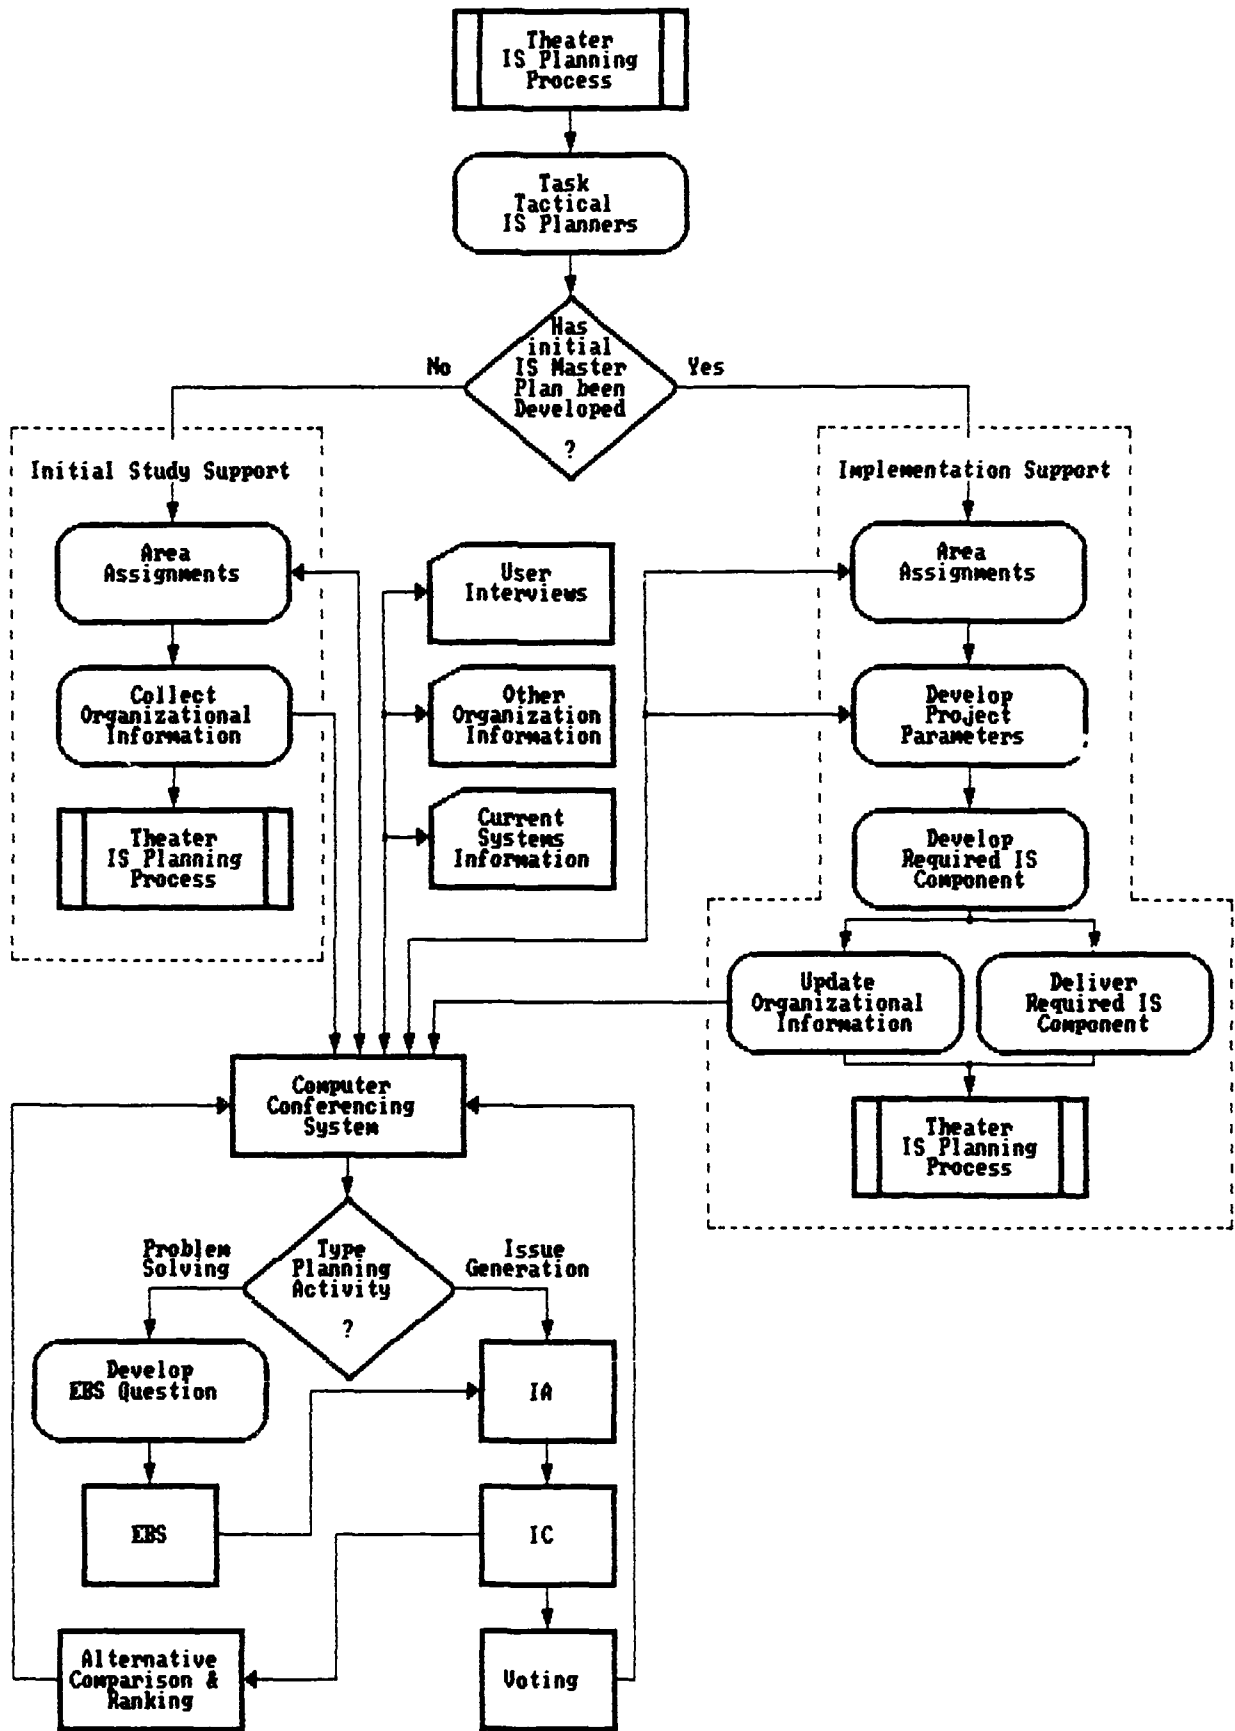 Theater
IS Planning
Process
Task
Tactical
IS Planners
Has
initial
IS Master
Plan been
Developed
?
No
Yes
Initial Study Support
Implementation Support
Area
Assignments
User
Interviews
Area
Assignments
Collect
Organizational
Information
Other
Organization
Information
Develop
Project
Parameters
Theater
IS Planning
Process
Current
Systems
Information
Develop
Required IS
Component
Update
Organizational
Information
Deliver
Required IS
Component
Computer
Conferencing
System
Theater
IS Planning
Process
Problem
Solving
Type
Planning
Activity
?
Issue
Generation
Develop
EBS Question
IA
EBS
IC
Alternative
Comparison &
Ranking
Voting